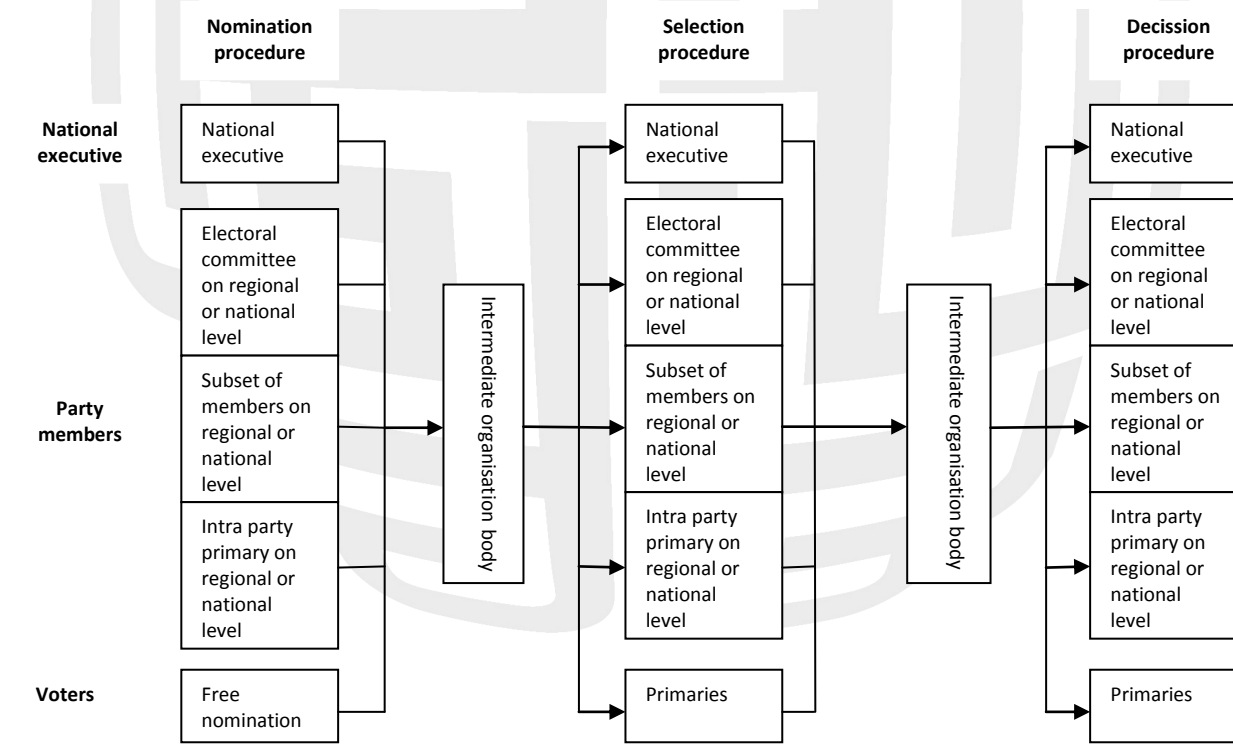 Nomination
procedure
Selection
procedure
Decission
procedure
National
executive
National
executive
National
executive
National
executive
Electoral
committee
on regional
or national
level
Electoral
committee
on regional
or national
level
Electoral
committee
on regional
or national
level
Party
members
Subset of
members on
regional or
national
level
Intermediate organisation body
Subset of
members on
regional or
national
level
Intermediate organisation body
Subset of
members on
regional or
national
level
Intra party
primary on
regional or
national
level
Intra party
primary on
regional or
national
level
Intra party
primary on
regional or
national
level
Voters
Free
nomination
Primaries
Primaries